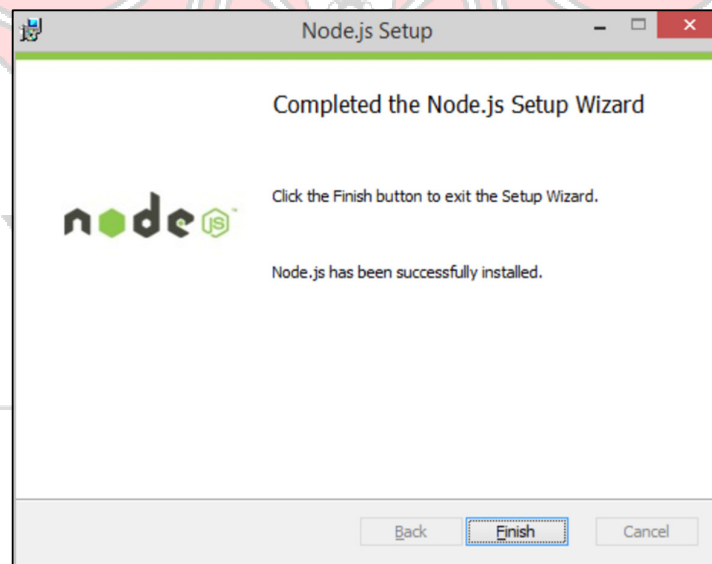 Node.js Setup
Completed the Node.js Setup Wizard
Click the Finish button to exit the Setup Wizard.
node JS
Node.js has been successfully installed.
Back Finish Cancel